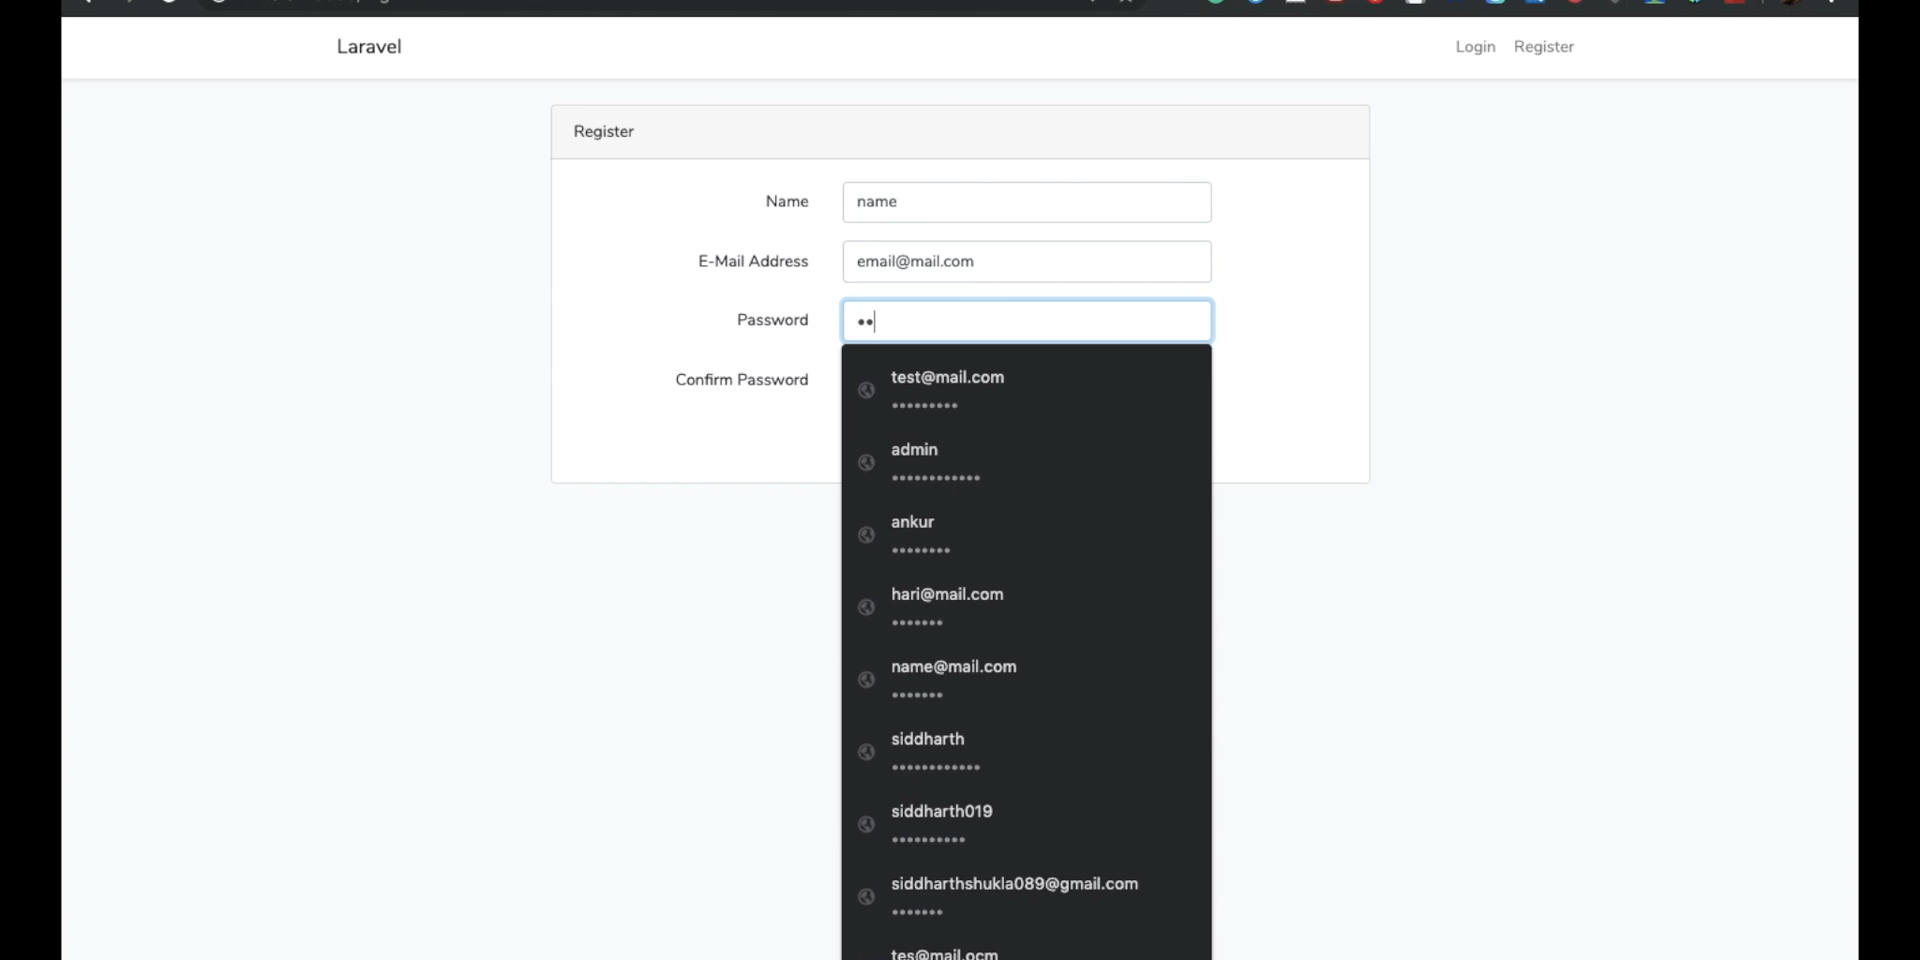 Laravel
Login Register
Register
Name name
E-Mail Address email@mail.com
Password ••
Confirm Password
test@mail.com
•••••••••
admin
••••••••••••
ankur
••••••••
hari@mail.com
•••••••
name@mail.com
•••••••
siddharth
••••••••••••
siddharth019
••••••••••
siddharthshukla089@gmail.com
•••••••
tes@mail.ocm